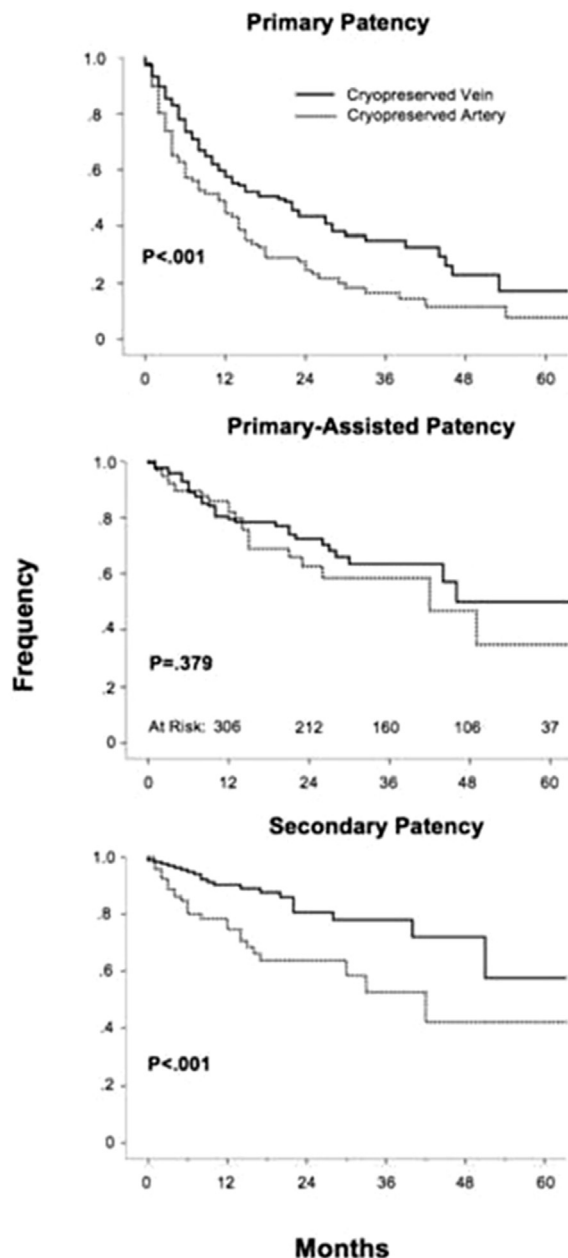 Primary Patency
1.0
.8
.6
.4
.2
0
Cryopreserved Vein
Cryopreserved Artery
P<.001
0 12 24 36 48 60
Primary-Assisted Patency
1.0
.8
.6
.4
.2
0
P=.379
At Risk: 306 212 160 106 37
0 12 24 36 48 60
Frequency
Secondary Patency
1.0
.8
.6
.4
.2
0
P<.001
0 12 24 36 48 60
Months